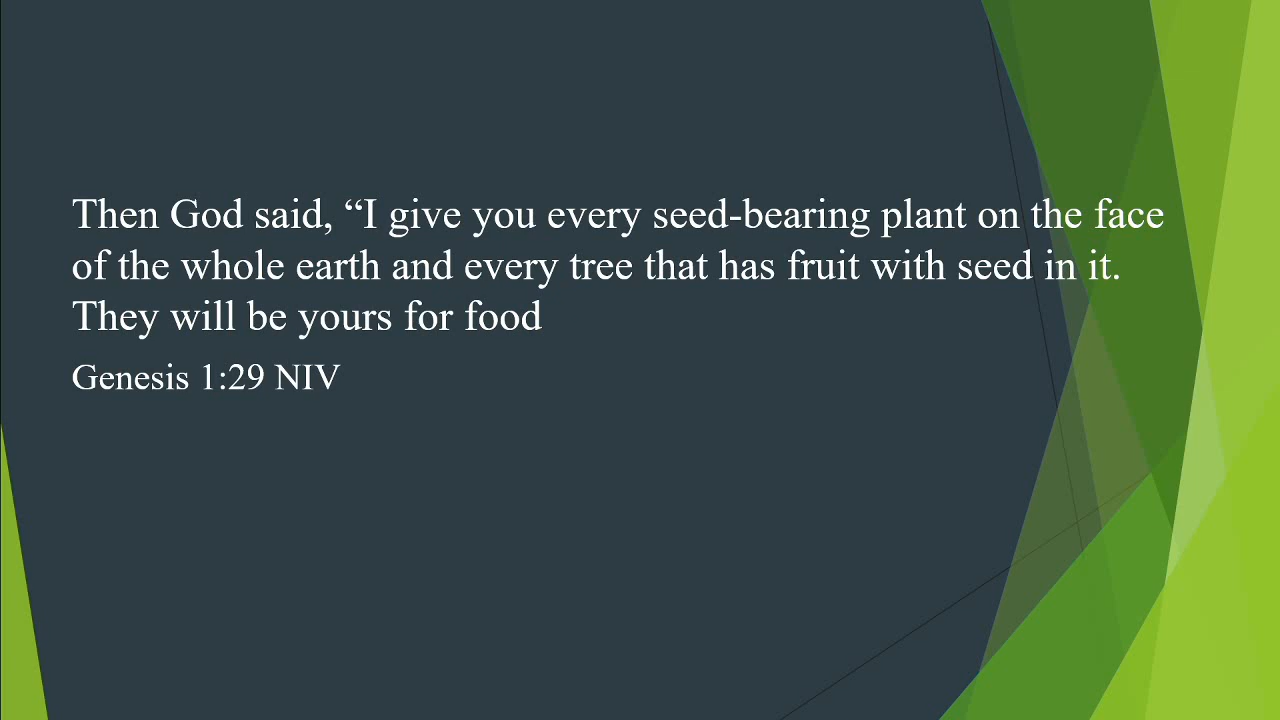 Then God said, “I give you every seed-bearing plant on the face
of the whole earth and every tree that has fruit with seed in it.
They will be yours for food
Genesis 1:29 NIV